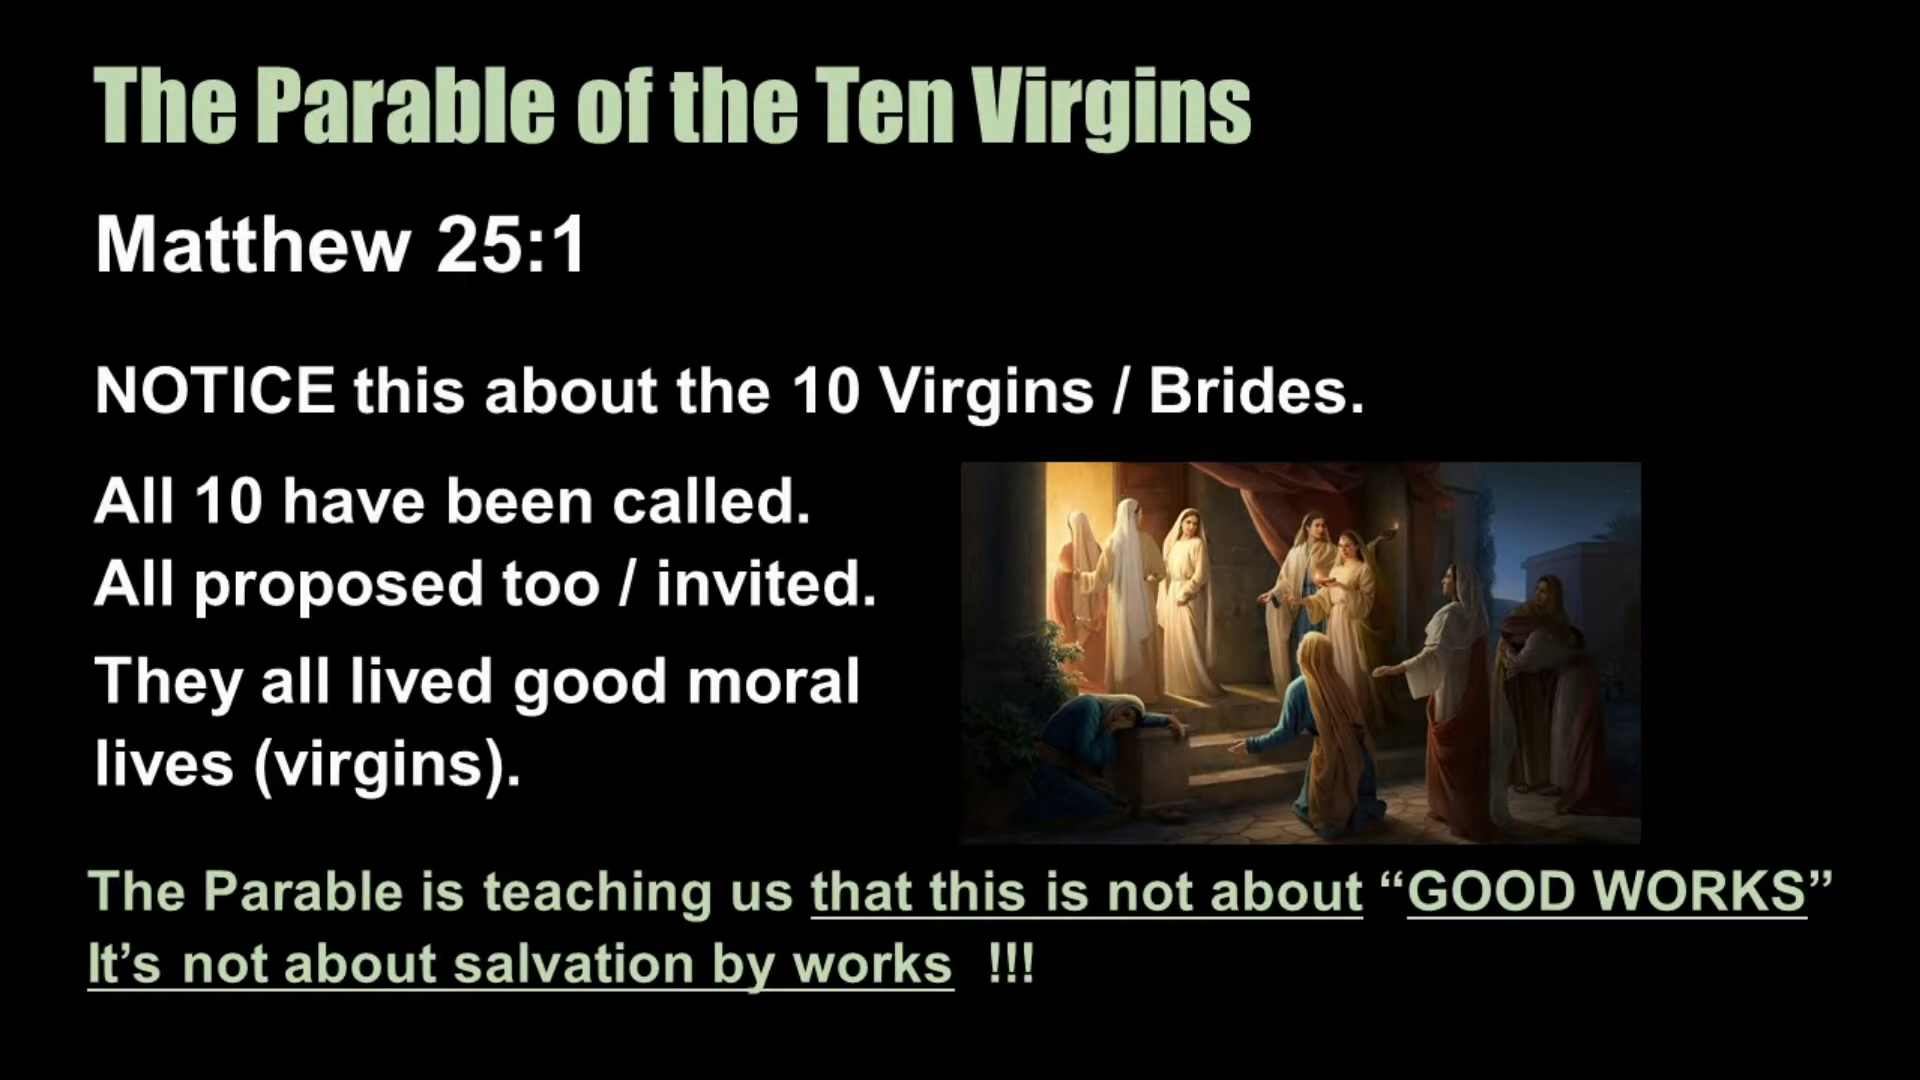 The Parable of the Ten Virgins
Matthew 25:1
NOTICE this about the 10 Virgins / Brides.
All 10 have been called.
All proposed too / invited.
They all lived good moral
lives (virgins).
The Parable is teaching us that this is not about “GOOD WORKS”
It’s not about salvation by works !!!